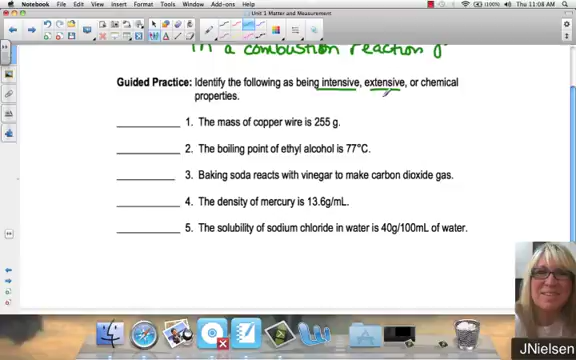 Notebook File Edit View Insert Format Tools Add-Ons Window Help (100%) Thu 11:08 AM
Unit 1 Matter and Measurement
in a combustion reaction
Guided Practice: Identify the following as being intensive, extensive, or chemical
properties.
1. The mass of copper wire is 255 g.
2. The boiling point of ethyl alcohol is 77°C.
3. Baking soda reacts with vinegar to make carbon dioxide gas.
4. The density of mercury is 13.6g/mL.
5. The solubility of sodium chloride in water is 40g/100mL of water.
JNielsen